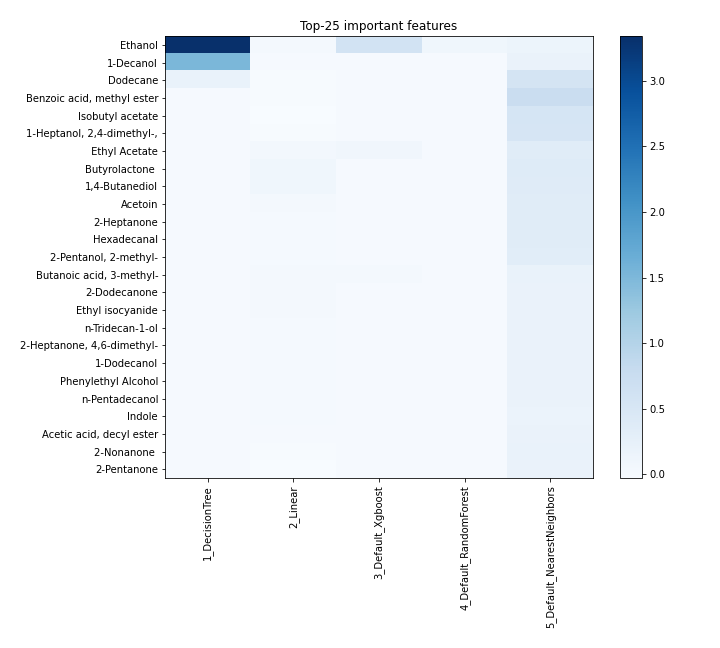 Top-25 important features
Ethanol
1-Decanol
Dodecane
Benzoic acid, methyl ester
Isobutyl acetate
1-Heptanol, 2,4-dimethyl-,
Ethyl Acetate
Butyrolactone
1,4-Butanediol
Acetoin
2-Heptanone
Hexadecanal
2-Pentanol, 2-methyl-
Butanoic acid, 3-methyl-
2-Dodecanone
Ethyl isocyanide
n-Tridecan-1-ol
2-Heptanone, 4,6-dimethyl-
1-Dodecanol
Phenylethyl Alcohol
n-Pentadecanol
Indole
Acetic acid, decyl ester
2-Nonanone
2-Pentanone
1_DecisionTree
2_Linear
3_Default_Xgboost
4_Default_RandomForest
5_Default_NearestNeighbors
3.0
2.5
2.0
1.5
1.0
0.5
0.0